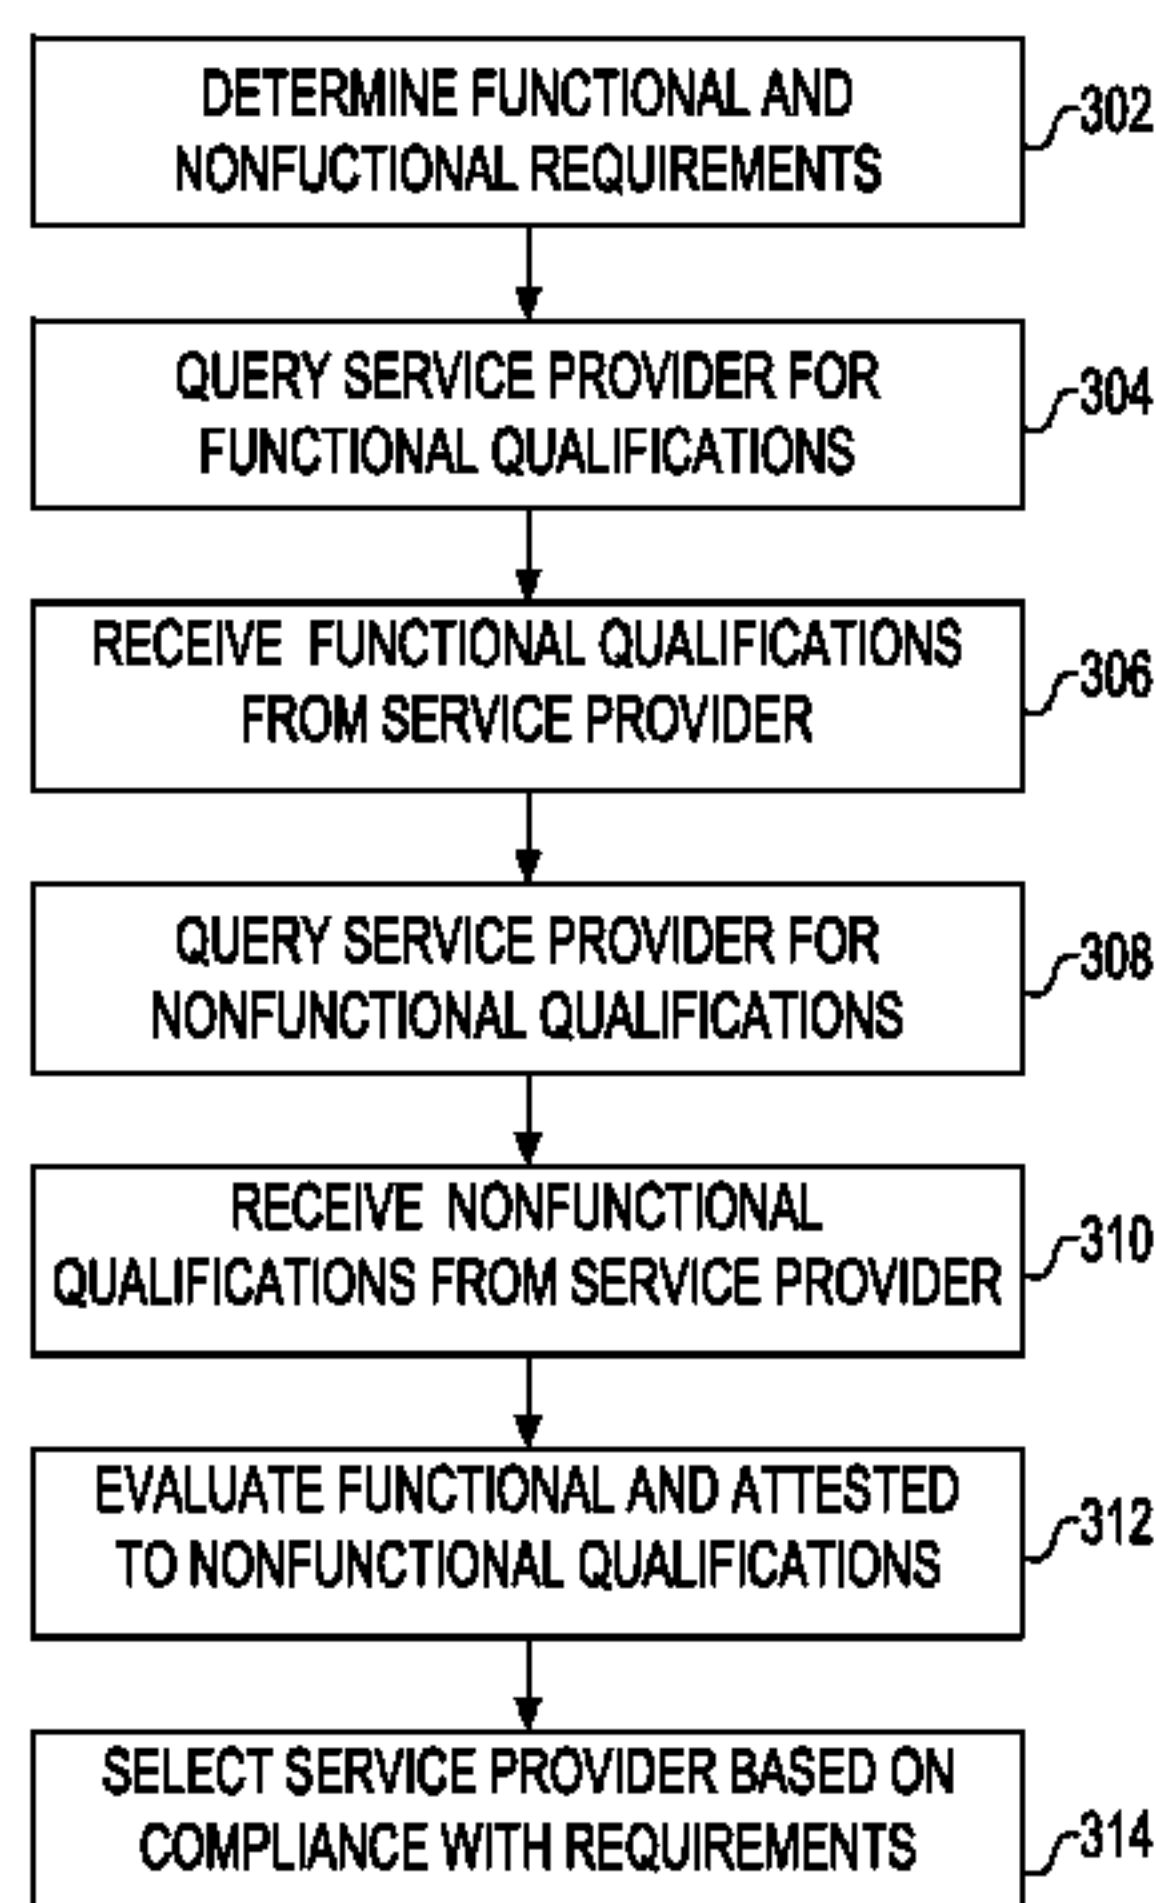 DETERMINE FUNCTIONAL AND
NONFUCTIONAL REQUIREMENTS
302
QUERY SERVICE PROVIDER FOR
FUNCTIONAL QUALIFICATIONS
304
RECEIVE FUNCTIONAL QUALIFICATIONS
FROM SERVICE PROVIDER
306
QUERY SERVICE PROVIDER FOR
NONFUNCTIONAL QUALIFICATIONS
308
RECEIVE NONFUNCTIONAL
QUALIFICATIONS FROM SERVICE PROVIDER
310
EVALUATE FUNCTIONAL AND ATTESTED
TO NONFUNCTIONAL QUALIFICATIONS
312
SELECT SERVICE PROVIDER BASED ON
COMPLIANCE WITH REQUIREMENTS
314